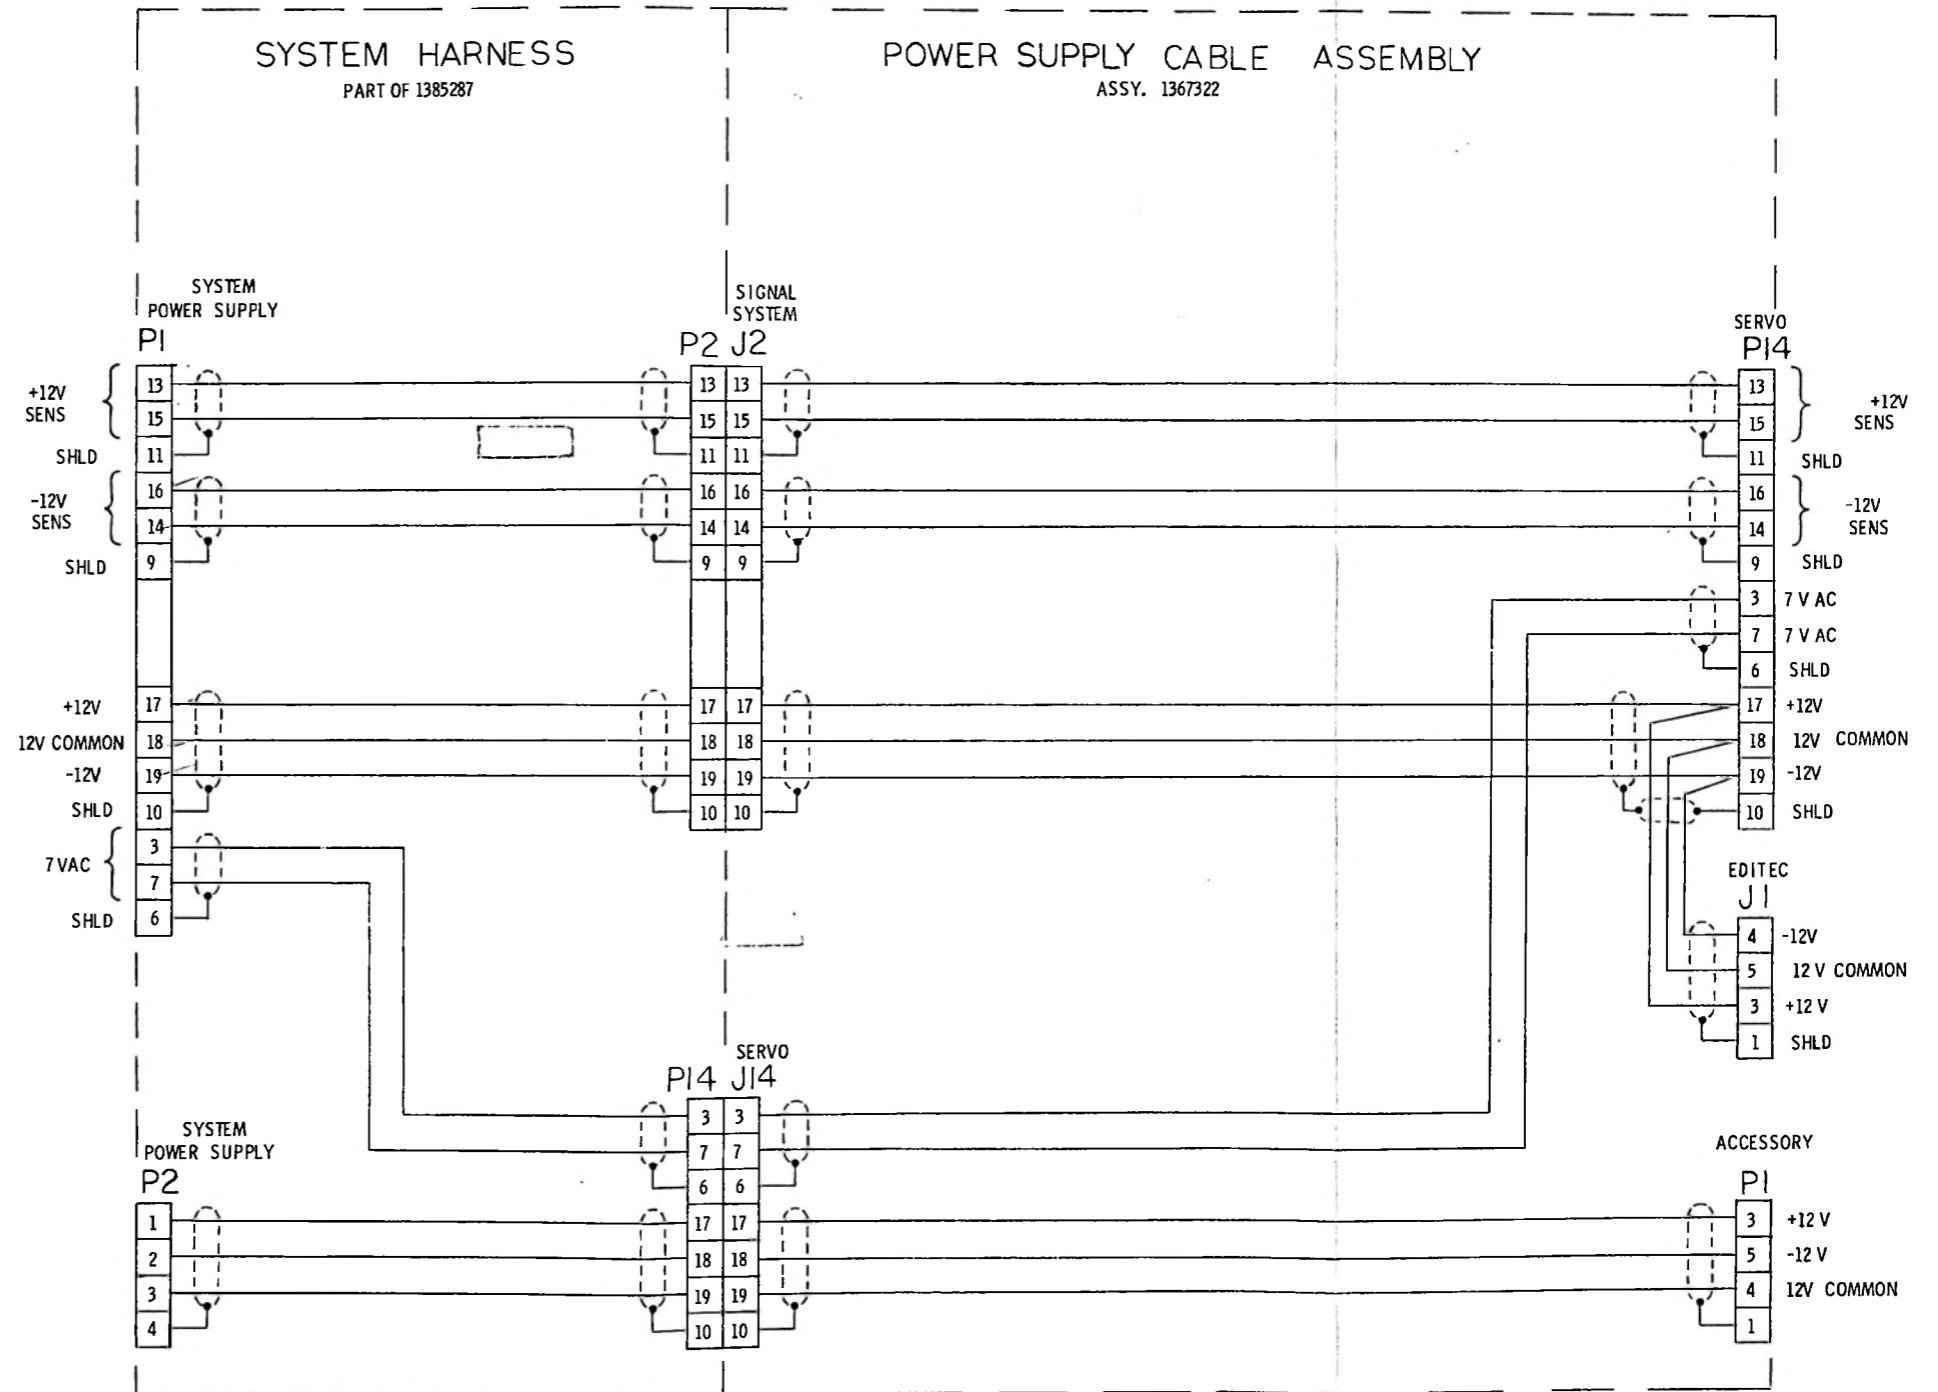 SYSTEM HARNESS
PART OF 1385287
POWER SUPPLY CABLE ASSEMBLY
ASSY. 1367322
SYSTEM
POWER SUPPLY
P1
+12V
SENS
SHLD
-12V
SENS
SHLD
+12V
12V COMMON
-12V
SHLD
7VAC
SHLD
13
15
11
16
14
9
17
18
19
10
3
7
6
SIGNAL
SYSTEM
P2 J2
13 13
15 15
11 11
16 16
14 14
9 9
17 17
18 18
19 19
10 10
SERVO
P14
13
15
11
16
14
9
3
7
6
17
18
19
10
+12V
SENS
SHLD
-12V
SENS
SHLD
7 V AC
7 V AC
SHLD
+12V
12V COMMON
-12V
SHLD
EDITEC
J1
4 -12V
5 12 V COMMON
3 +12 V
1 SHLD
SYSTEM
POWER SUPPLY
P2
1
2
3
4
SERVO
P14 J14
3 3
7 7
6 6
17 17
18 18
19 19
10 10
ACCESSORY
P1
3 +12 V
5 -12 V
4 12V COMMON
1